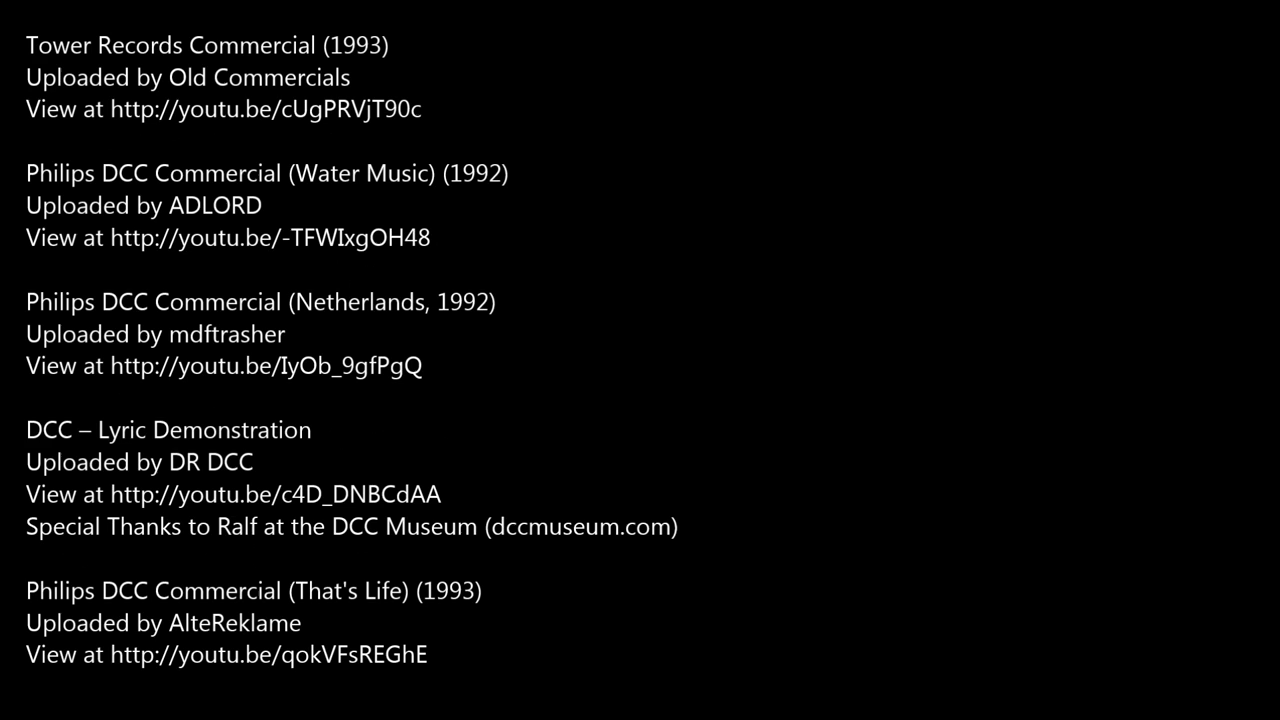 Tower Records Commercial (1993)
Uploaded by Old Commercials
View at http://youtu.be/cUgPRVjT90c
Philips DCC Commercial (Water Music) (1992)
Uploaded by ADLORD
View at http://youtu.be/-TFWIxgOH48
Philips DCC Commercial (Netherlands, 1992)
Uploaded by mdftrasher
View at http://youtu.be/IyOb_9gfPgQ
DCC – Lyric Demonstration
Uploaded by DR DCC
View at http://youtu.be/c4D_DNBCdAA
Special Thanks to Ralf at the DCC Museum (dccmuseum.com)
Philips DCC Commercial (That's Life) (1993)
Uploaded by AlteReklame
View at http://youtu.be/qokVFsREGhE